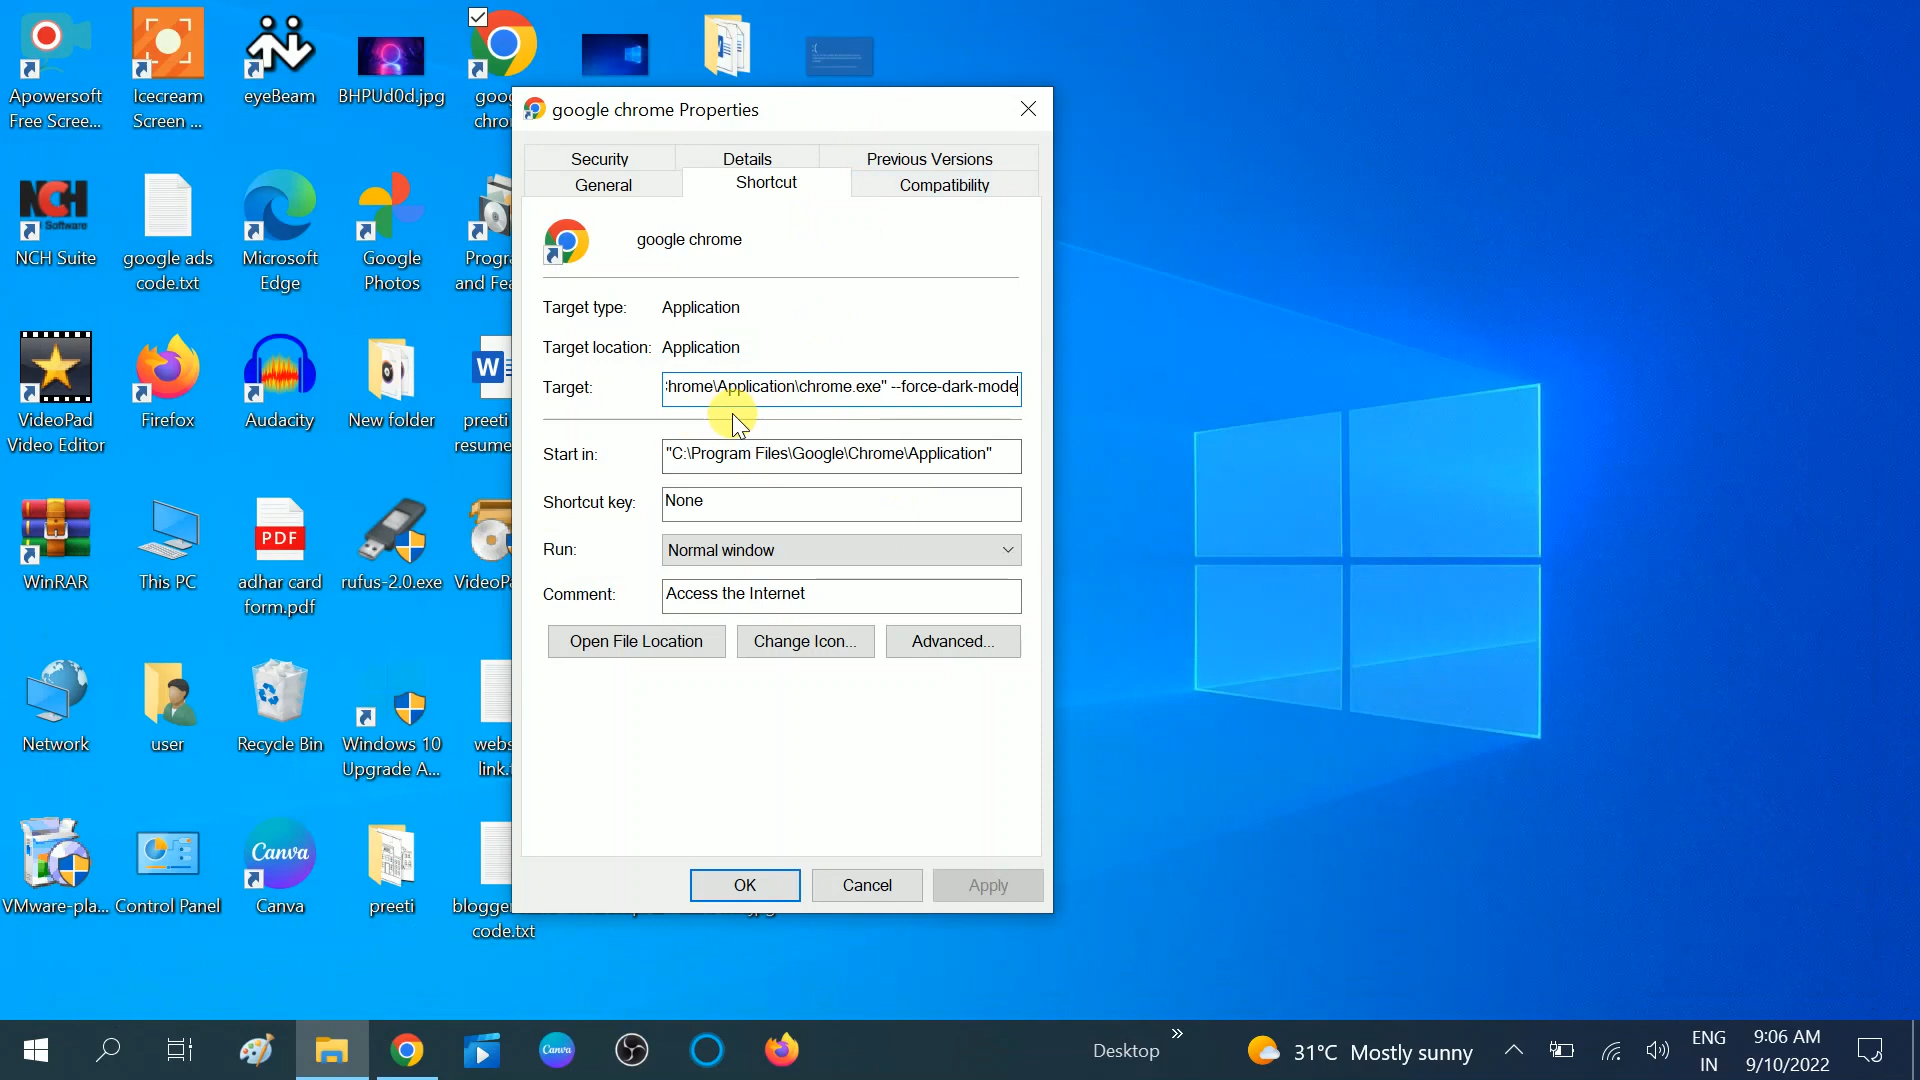 Apowersoft
Free Scree...
Icecream
Screen ...
eyeBeam
BHPUd0d.jpg
goo
chro
google chrome Properties
Security
Details
Previous Versions
General
Shortcut
Compatibility
google chrome
Target type:
Application
Target location:
Application
Target:
hrome\Application\chrome.exe" --force-dark-mode
Start in:
"C:\Program Files\Google\Chrome\Application"
Shortcut key:
None
Run:
Normal window
Comment:
Access the Internet
Open File Location
Change Icon...
Advanced...
OK
Cancel
Apply
NCH
Software
NCH Suite
google ads
code.txt
Microsoft
Edge
Google
Photos
Progr
and Fea
VideoPad
Video Editor
Firefox
Audacity
New folder
W
preeti
resume
WinRAR
This PC
PDF
adhar card
form.pdf
rufus-2.0.exe
VideoP
Network
user
Recycle Bin
Windows 10
Upgrade A...
webs
link.
VMware-pla...
Control Panel
Canva
Canva
preeti
blogger
code.txt
Canva
Desktop
31°C Mostly sunny
ENG
IN
9:06 AM
9/10/2022